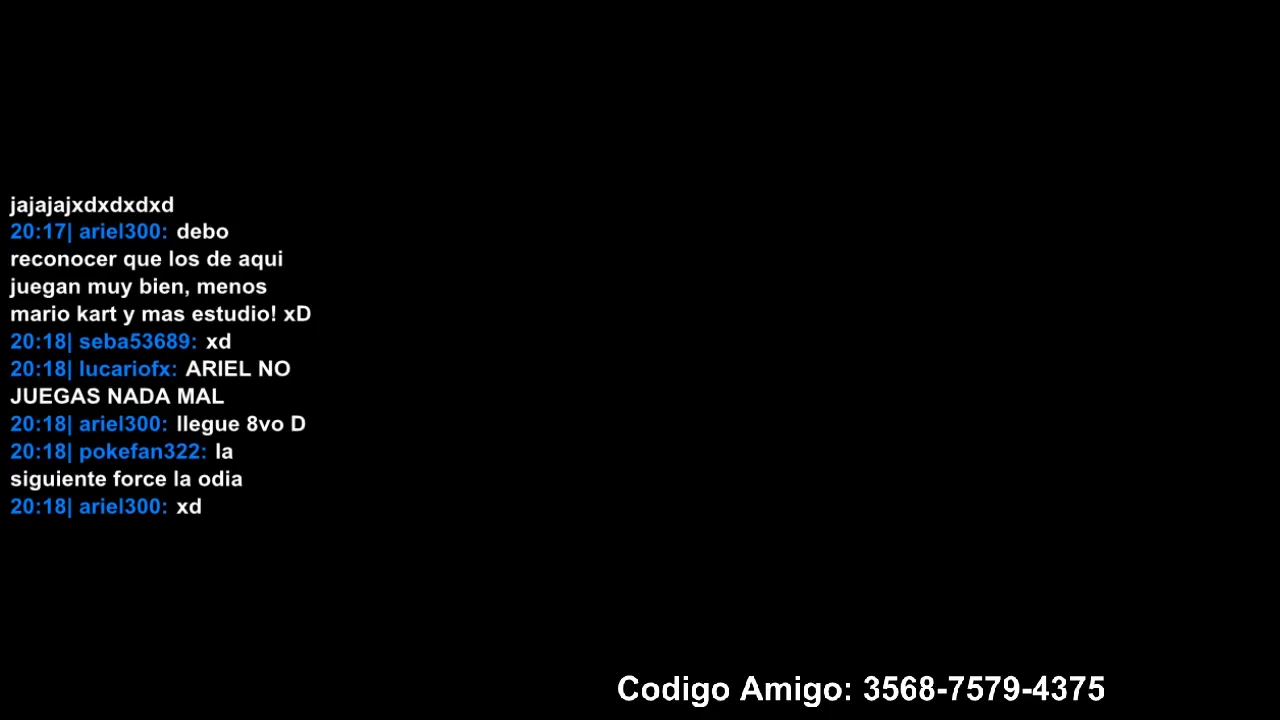 jajajajxdxdxdxd
20:17| ariel300: debo
reconocer que los de aqui
juegan muy bien, menos
mario kart y mas estudio! xD
20:18| seba53689: xd
20:18| lucariofx: ARIEL NO
JUEGAS NADA MAL
20:18| ariel300: llegue 8vo D
20:18| pokefan322: la
siguiente force la odia
20:18| ariel300: xd
Codigo Amigo: 3568-7579-4375